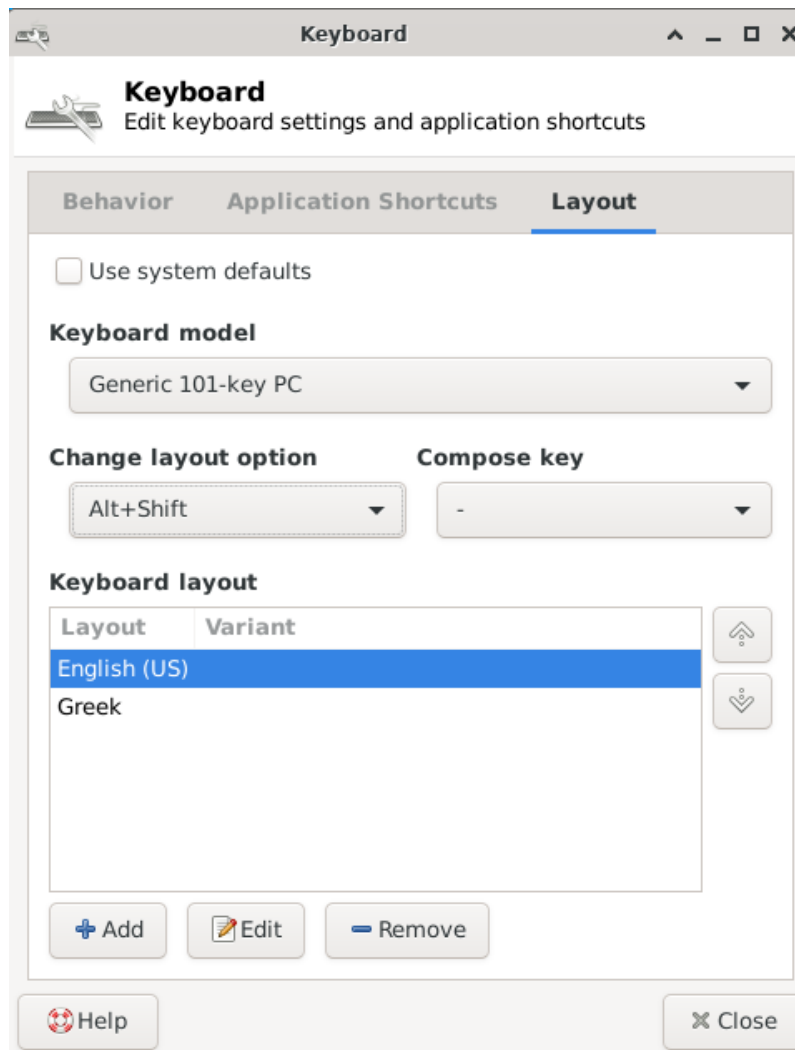 Keyboard
Keyboard
Edit keyboard settings and application shortcuts
Behavior Application Shortcuts Layout
Use system defaults
Keyboard model
Generic 101-key PC
Change layout option Compose key
Alt+Shift -
Keyboard layout
Layout Variant
English (US)
Greek
Add Edit Remove
Help Close